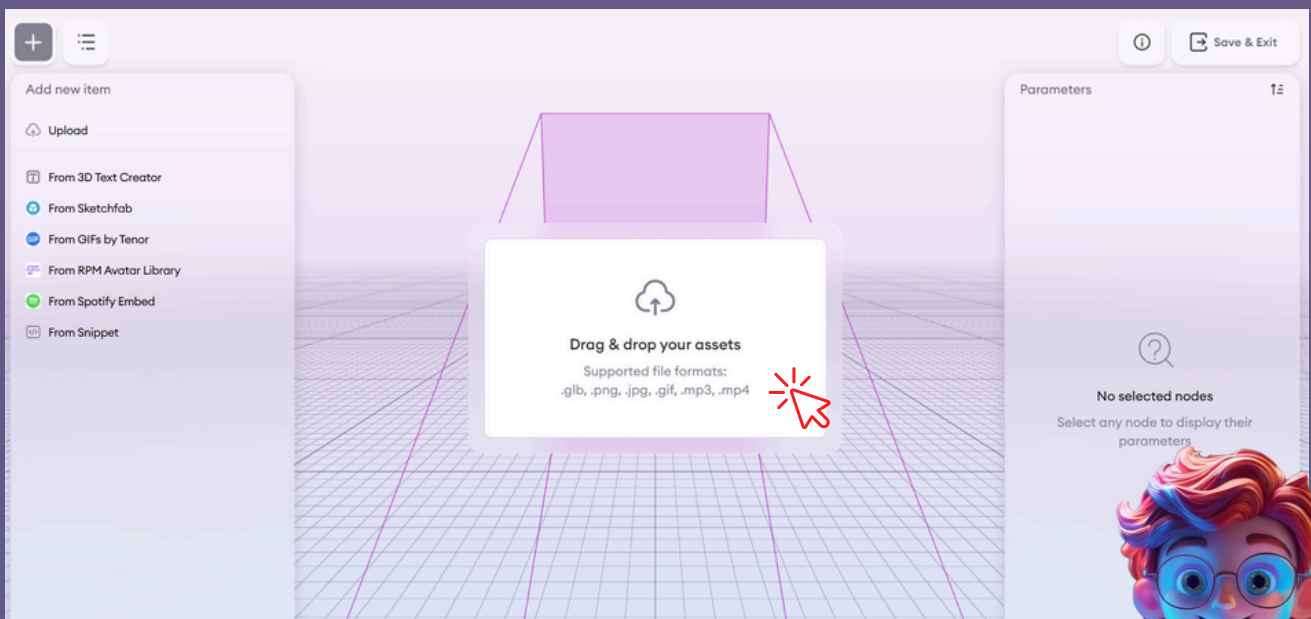 Save & Exit
Add new item
Upload
From 3D Text Creator
From Sketchfab
GIF
From GIFs by Tenor
From RPM Avatar Library
From Spotify Embed
From Snippet
Drag & drop your assets
Supported file formats:
.glb, .png, .jpg, .gif, .mp3, .mp4
Parameters
No selected nodes
Select any node to display their
parameters